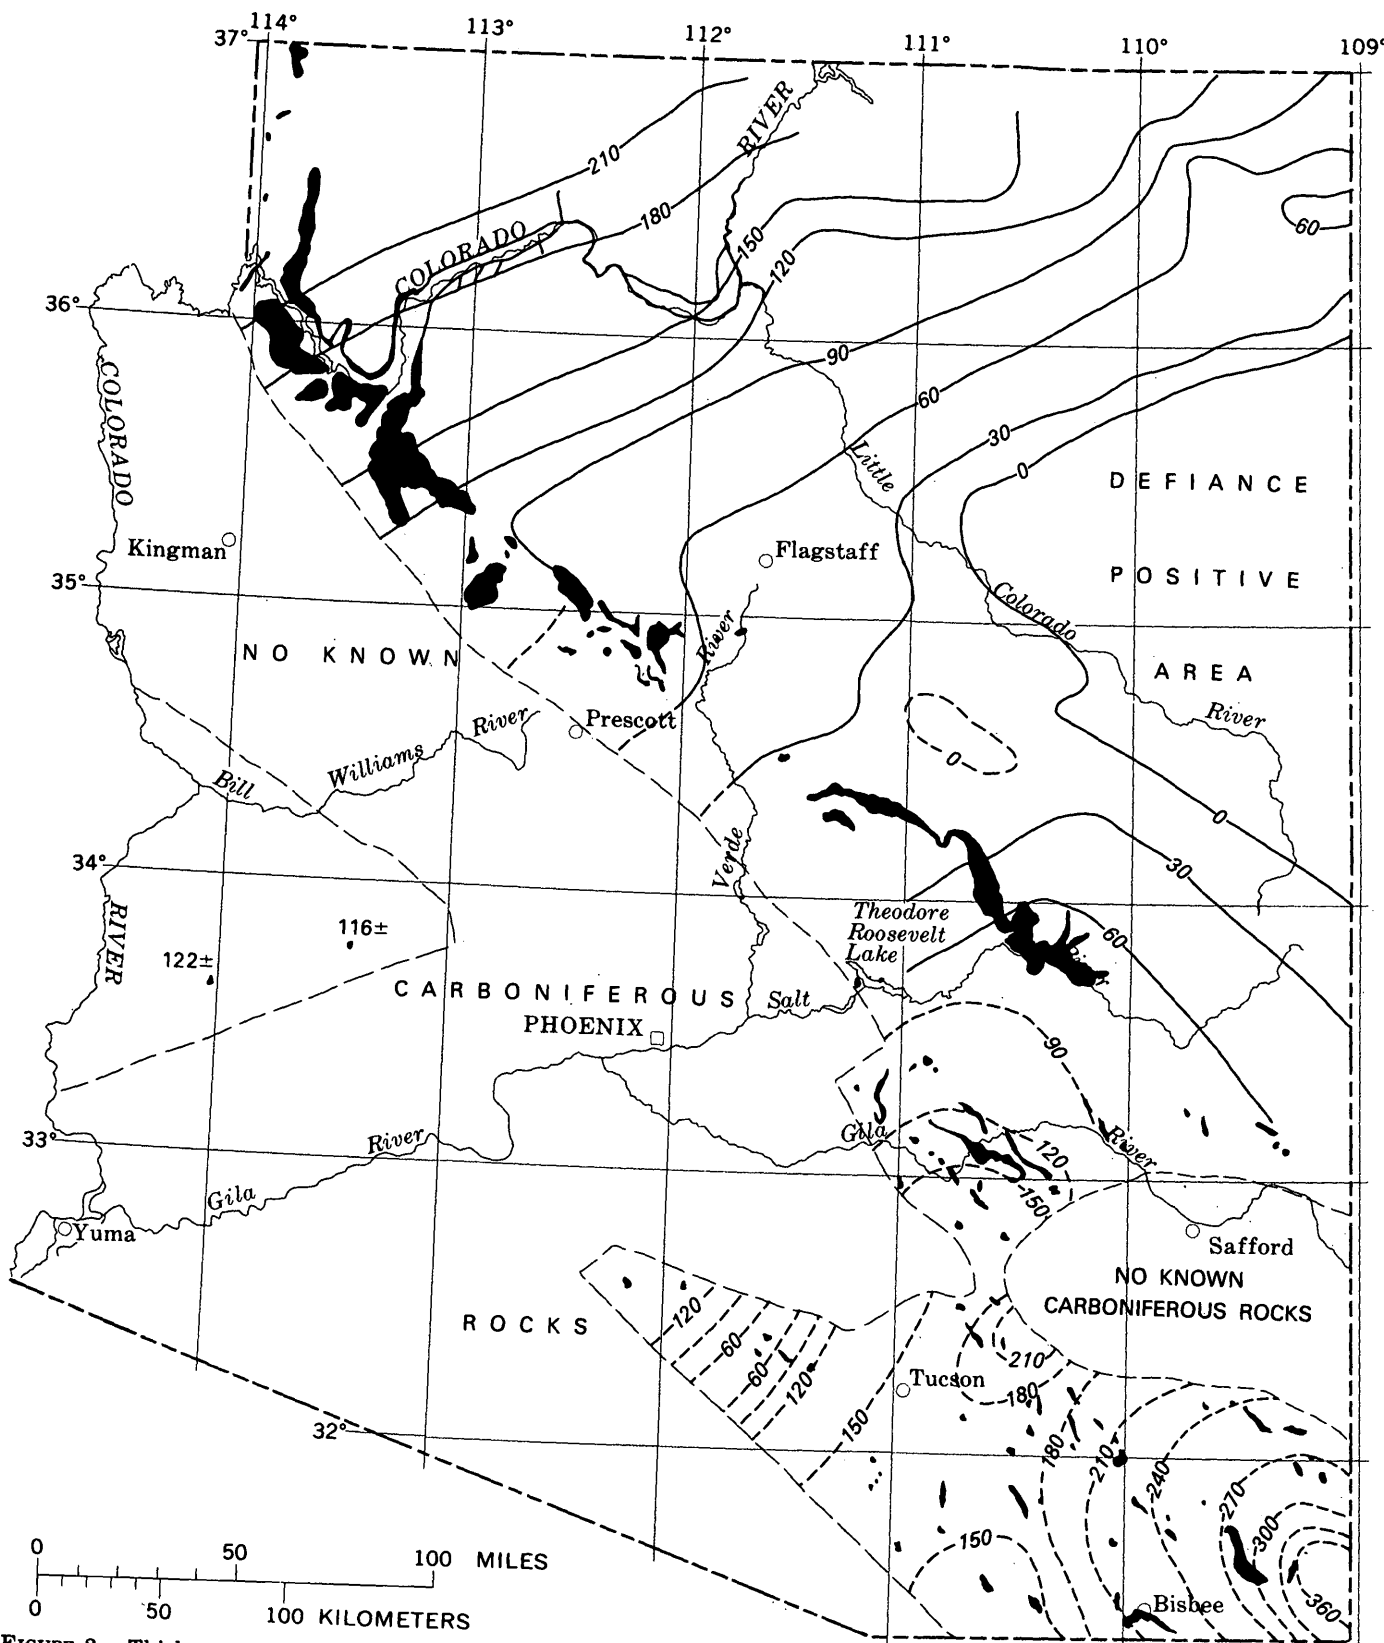 114°
113°
112°
111°
110°
109°
37°
RIVER
210
180
COLORADO
150
120
60
36°
90
COLORADO
60
30
0
Little
DEFIANCE
Kingman
Flagstaff
35°
POSITIVE
Colorado
River
NO KNOWN
AREA
River
Prescott
River
0
Williams
Bill
0
Verde
34°
30
RIVER
116±
Theodore
Roosevelt
Lake
60
122±
CARBONIFEROUS
Salt
PHOENIX
90
33°
River
Gila
River
120
150
Gila
Yuma
Safford
NO KNOWN
CARBONIFEROUS ROCKS
120
ROCKS
60
60
120
210
Tucson
180
150
32°
180
210
240
270
300
150
360
Bisbee
0 50 100 MILES
0 50 100 KILOMETERS